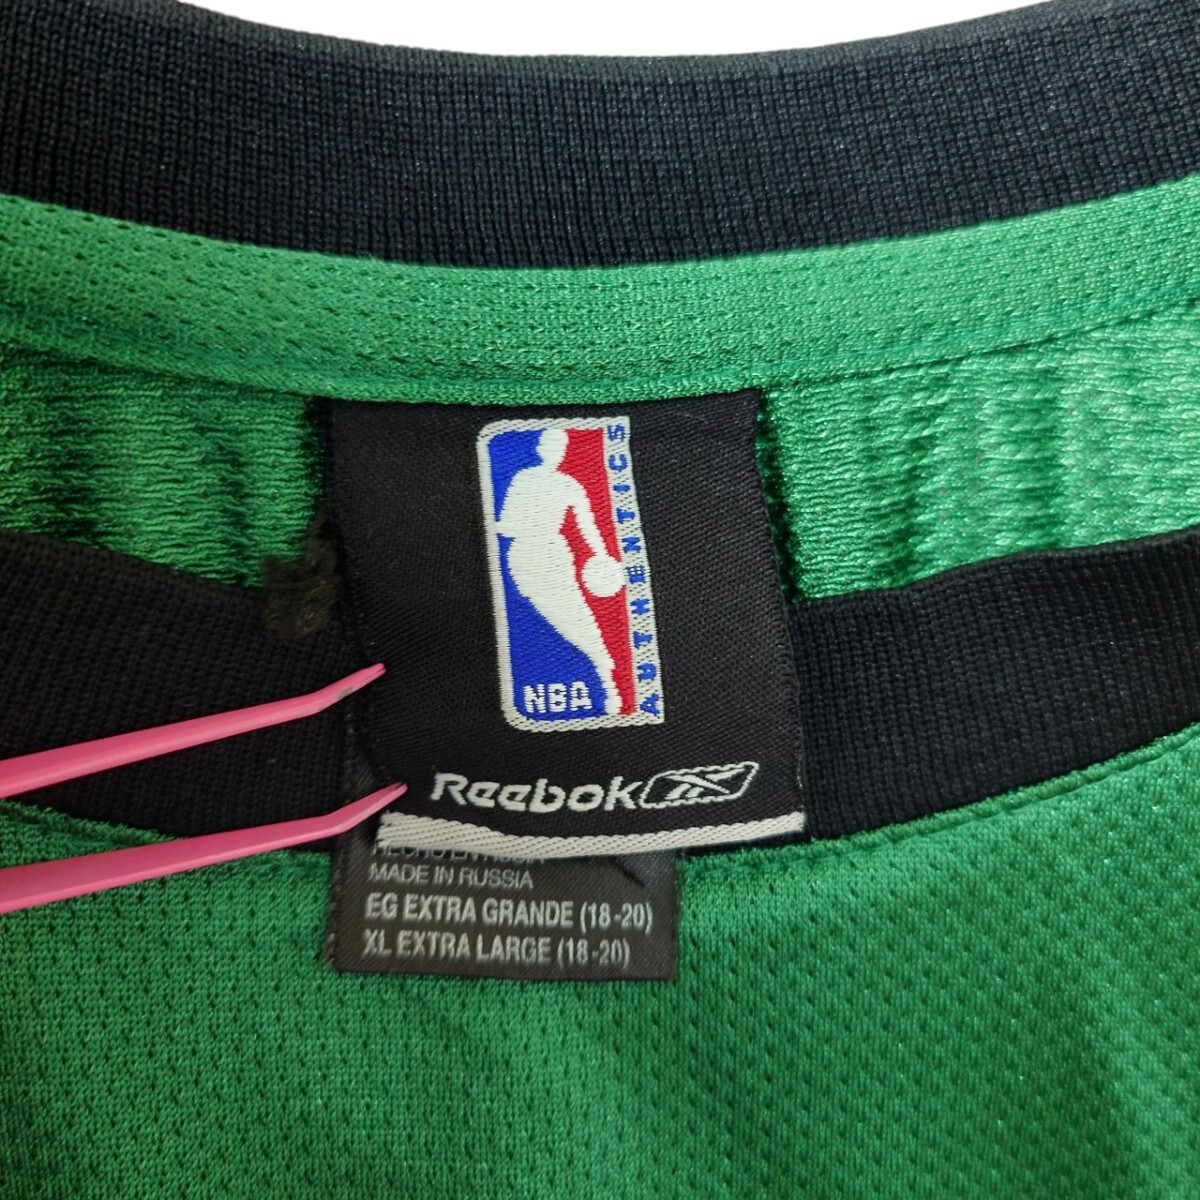 NBA
AUTHENTICS
Reebok
MADE IN RUSSIA
EG EXTRA GRANDE (18-20)
XL EXTRA LARGE (18-20)